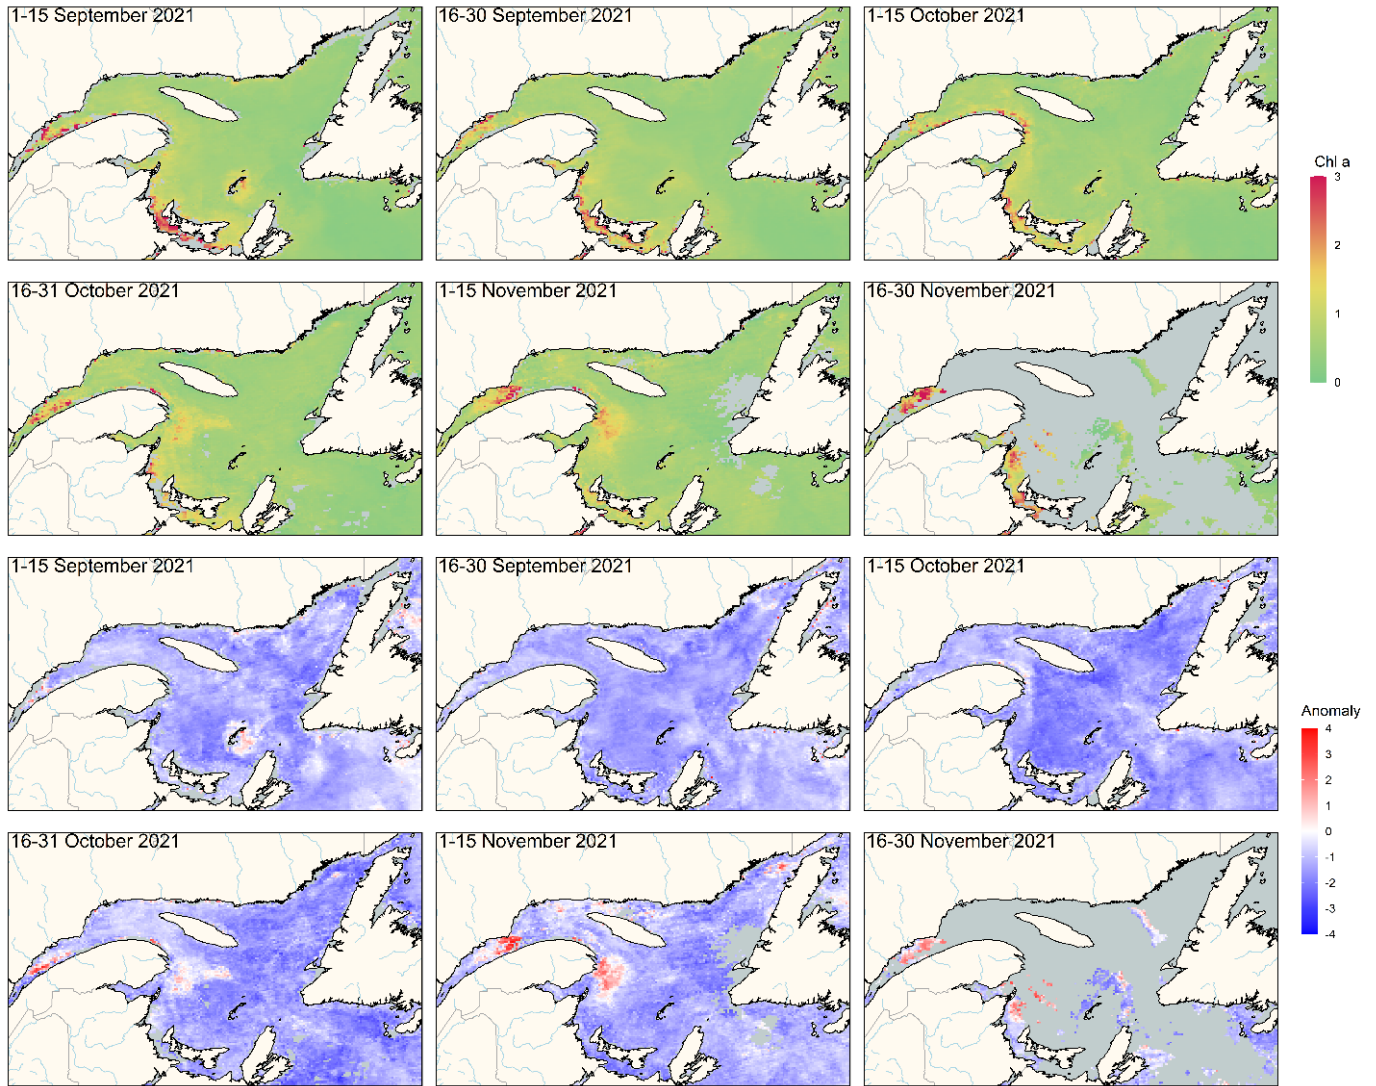 1-15 September 2021
16-30 September 2021
1-15 October 2021
Chl a
3
2
1
0
16-31 October 2021
1-15 November 2021
16-30 November 2021
1-15 September 2021
16-30 September 2021
1-15 October 2021
Anomaly
4
3
2
1
0
-1
-2
-3
-4
16-31 October 2021
1-15 November 2021
16-30 November 2021